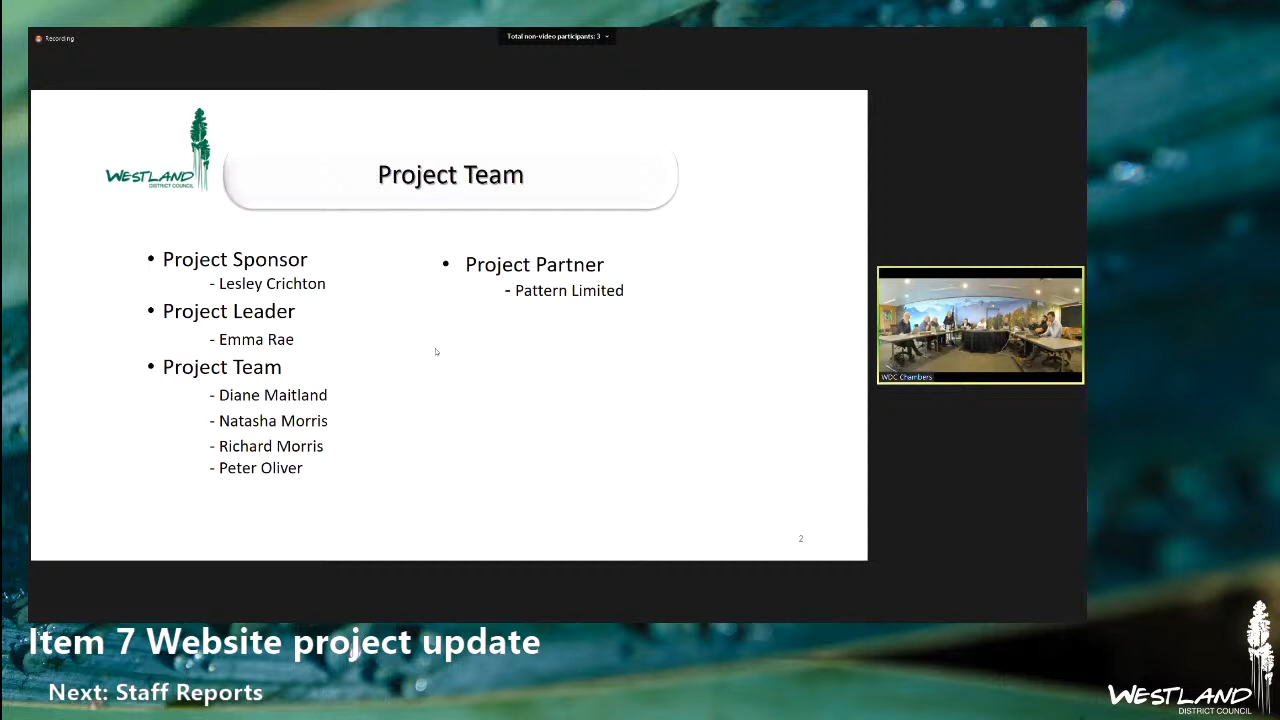 Recording
Total non-video participants: 3
WESTLAND
DISTRICT COUNCIL
Project Team
• Project Sponsor
- Lesley Crichton
• Project Leader
- Emma Rae
• Project Team
- Diane Maitland
- Natasha Morris
- Richard Morris
- Peter Oliver
• Project Partner
- Pattern Limited
2
WDC Chambers
Item 7 Website project update
Next: Staff Reports
WESTLAND
DISTRICT COUNCIL